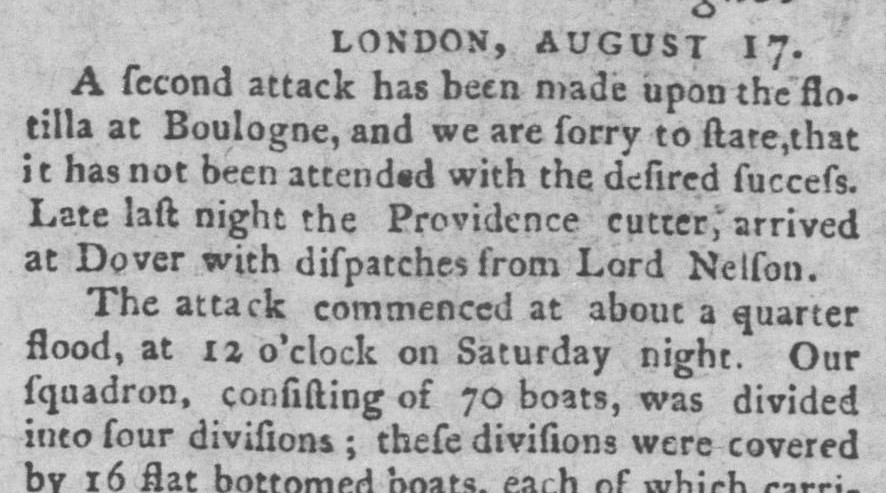 LONDON, AUGUST 17.
A ſecond attack has been made upon the flo-
tilla at Boulogne, and we are ſorry to ſtate, that
it has not been attended with the deſired ſucceſs.
Late laſt night the Providence cutter, arrived
at Dover with diſpatches from Lord Nelſon.
The attack commenced at about a quarter
flood, at 12 o'clock on Saturday night. Our
ſquadron, conſiſting of 70 boats, was divided
into four diviſions; theſe diviſions were covered
by 16 flat bottomed boats, each of which carri-